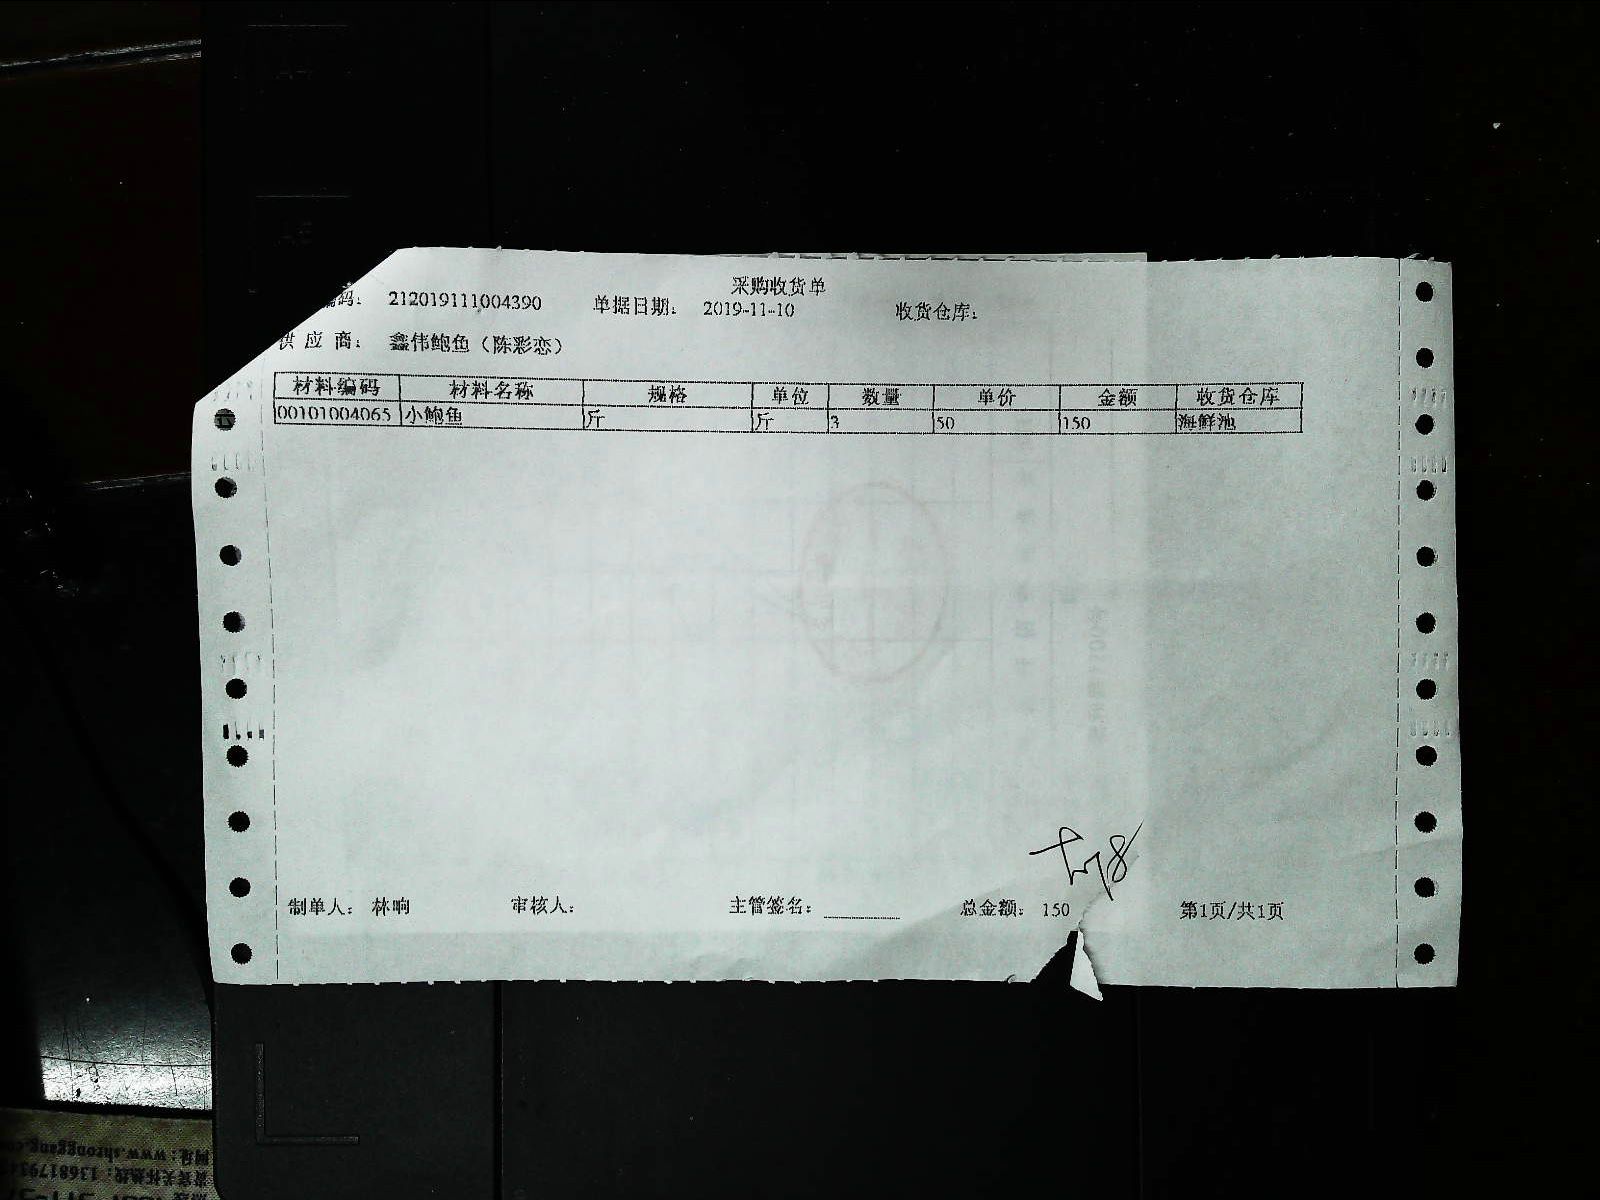 采购收货单
编码： 212019111004390 单据日期： 2019-11-10 收货仓库：
供应商： 鑫伟鲍鱼（陈彩恋）
材料编码 材料名称 规格 单位 数量 单价 金额 收货仓库
00101004065 小鲍鱼 斤 斤 3 50 150 海鲜池
制单人： 林响 审核人： 主管签名： 总金额： 150 第1页/共1页